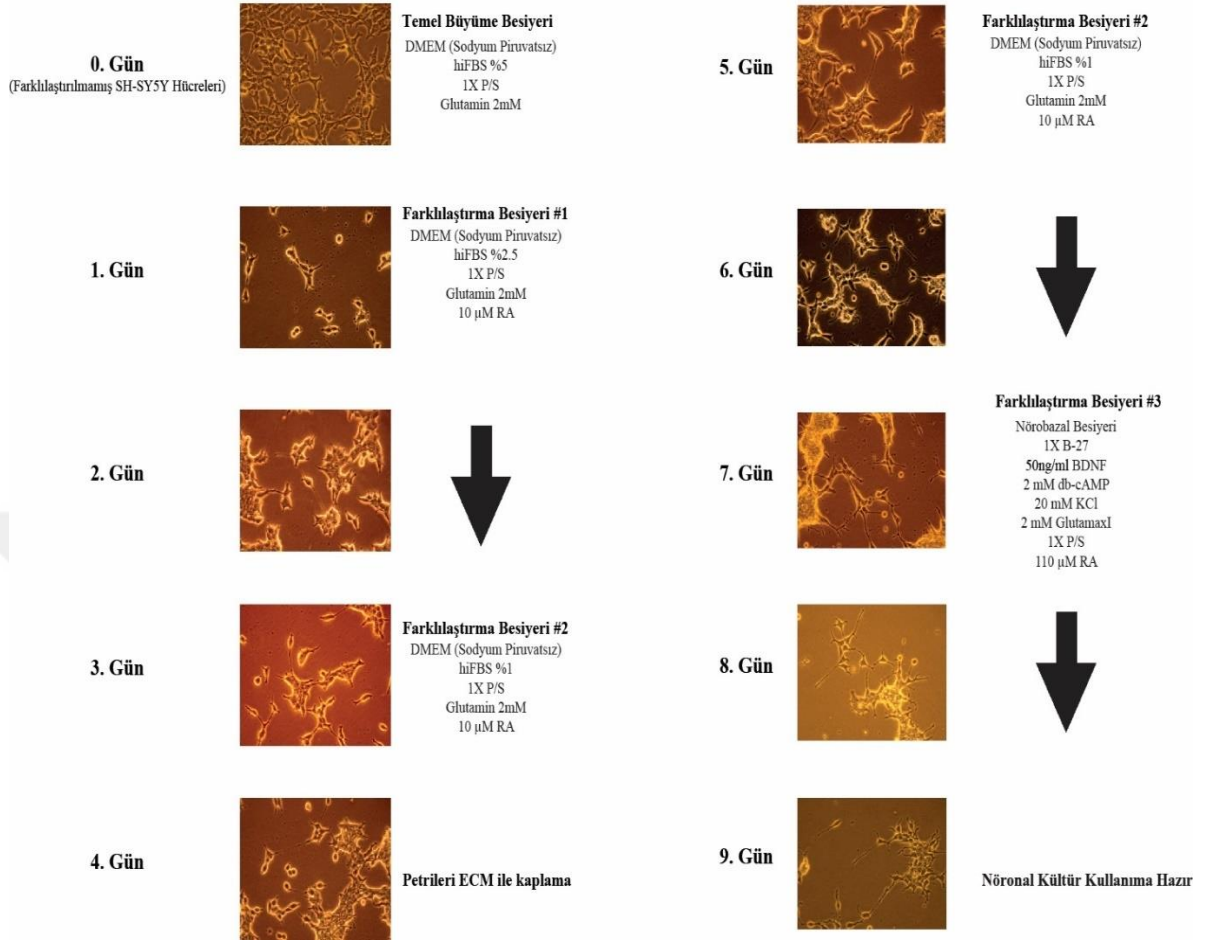 0. Gün
(Farklılaştırılmamış SH-SY5Y Hücreleri)
Temel Büyüme Besiyeri
DMEM (Sodyum Piruvatsız)
hiFBS %5
1X P/S
Glutamin 2mM
1. Gün
Farklılaştırma Besiyeri #1
DMEM (Sodyum Piruvatsız)
hiFBS %2.5
1X P/S
Glutamin 2mM
10 µM RA
2. Gün
3. Gün
Farklılaştırma Besiyeri #2
DMEM (Sodyum Piruvatsız)
hiFBS %1
1X P/S
Glutamin 2mM
10 µM RA
4. Gün
Petrileri ECM ile kaplama
5. Gün
Farklılaştırma Besiyeri #2
DMEM (Sodyum Piruvatsız)
hiFBS %1
1X P/S
Glutamin 2mM
10 µM RA
6. Gün
7. Gün
Farklılaştırma Besiyeri #3
Nörobazal Besiyeri
1X B-27
50ng/ml BDNF
2 mM db-cAMP
20 mM KCl
2 mM GlutamaxI
1X P/S
110 µM RA
8. Gün
9. Gün
Nöronal Kültür Kullanıma Hazır